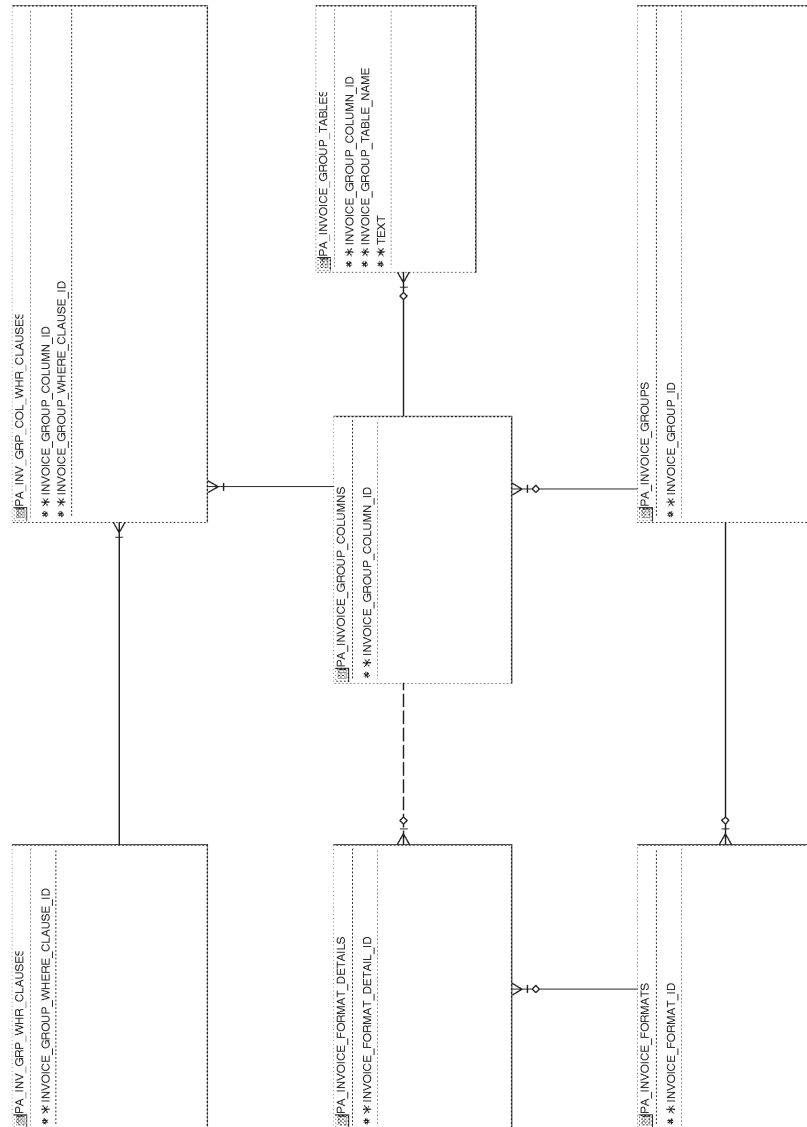 PA_INV_GRP_WHR_CLAUSES
* * INVOICE_GROUP_WHERE_CLAUSE_ID
PA_INV_GRP_COL_WHR_CLAUSES
* * INVOICE_GROUP_COLUMN_ID
* * INVOICE_GROUP_WHERE_CLAUSE_ID
PA_INVOICE_FORMAT_DETAILS
* * INVOICE_FORMAT_DETAIL_ID
PA_INVOICE_GROUP_COLUMNS
* * INVOICE_GROUP_COLUMN_ID
PA_INVOICE_GROUP_TABLES
* * INVOICE_GROUP_COLUMN_ID
* * INVOICE_GROUP_TABLE_NAME
* * TEXT
PA_INVOICE_FORMATS
* * INVOICE_FORMAT_ID
PA_INVOICE_GROUPS
* * INVOICE_GROUP_ID